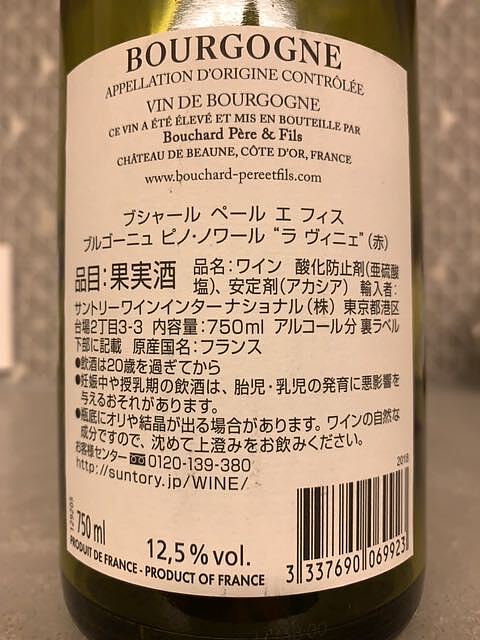 BOURGOGNE
APPELLATION D'ORIGINE CONTRÔLÉE
VIN DE BOURGOGNE
CE VIN A ÉTÉ ÉLEVÉ ET MIS EN BOUTEILLE PAR
Bouchard Père & Fils
CHÂTEAU DE BEAUNE, CÔTE D'OR, FRANCE
www.bouchard-pereetfils.com
ブシャール ペール エ フィス
ブルゴーニュ ピノ・ノワール “ラ ヴィニェ”(赤)
品目:果実酒 品名:ワイン 酸化防止剤(亜硫酸
塩)、安定剤(アカシア) 輸入者:
サントリーワインインターナショナル(株) 東京都港区
台場2丁目3-3 内容量:750ml アルコール分 裏ラベル
下部に記載 原産国名:フランス
●飲酒は20歳を過ぎてから
●妊娠中や授乳期の飲酒は、胎児・乳児の発育に悪影響を
与えるおそれがあります。
●瓶底にオリや結晶が出る場合があります。ワインの自然な
成分ですので、沈めて上澄みをお飲みください。
お客様センター 0120-139-380
http://suntory.jp/WINE/
2018
750 ml
12,5% vol.
PRODUIT DE FRANCE - PRODUCT OF FRANCE
3 337690 069923